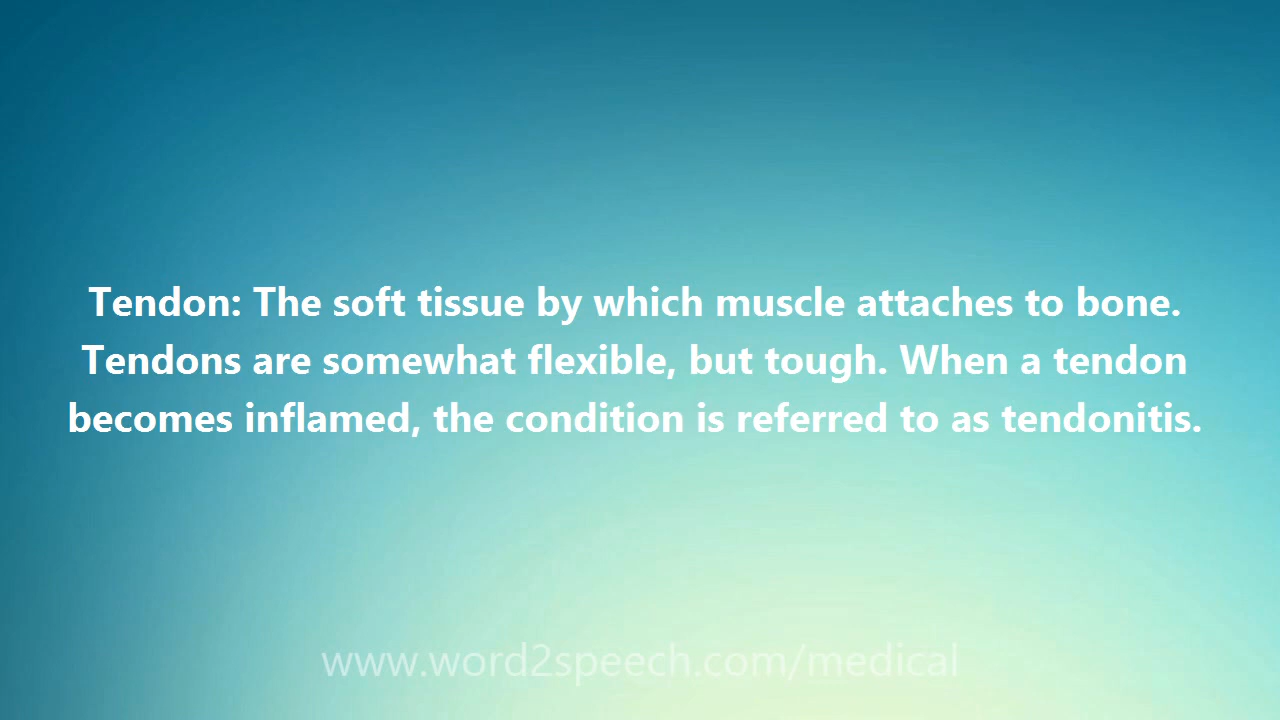 Tendon: The soft tissue by which muscle attaches to bone.
Tendons are somewhat flexible, but tough. When a tendon
becomes inflamed, the condition is referred to as tendonitis.
www.word2speech.com/medical